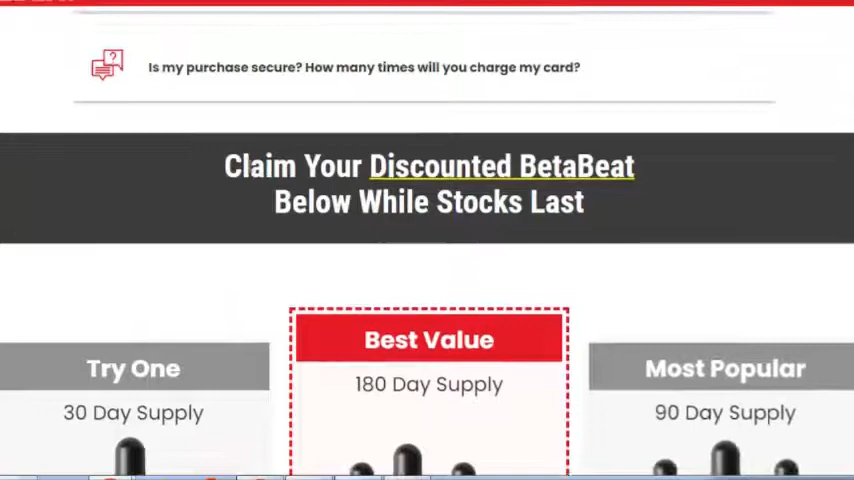 Is my purchase secure? How many times will you charge my card?
Claim Your Discounted BetaBeat
Below While Stocks Last
Best Value
180 Day Supply
Try One
30 Day Supply
Most Popular
90 Day Supply